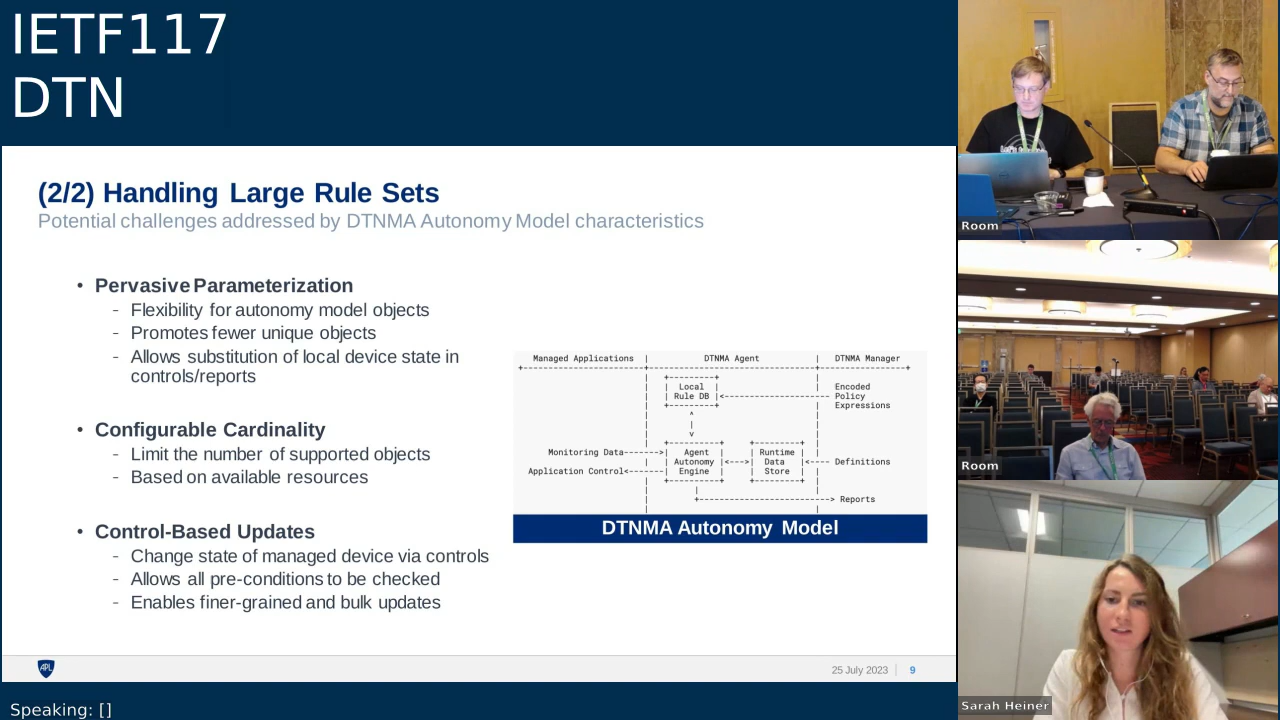 IETF117
DTN
(2/2) Handling Large Rule Sets
Potential challenges addressed by DTNMA Autonomy Model characteristics
• Pervasive Parameterization
- Flexibility for autonomy model objects
- Promotes fewer unique objects
- Allows substitution of local device state in
controls/reports
• Configurable Cardinality
- Limit the number of supported objects
- Based on available resources
• Control-Based Updates
- Change state of managed device via controls
- Allows all pre-conditions to be checked
- Enables finer-grained and bulk updates
Managed Applications | DTNMA Agent | DTNMA Manager
Local
Rule DB
Encoded
Policy
Expressions
Monitoring Data
Application Control
Agent
Autonomy
Engine
Runtime
Data
Store
Definitions
Reports
DTNMA Autonomy Model
APL
25 July 2023 | 9
Speaking: []
Room
Room
Sarah Heiner